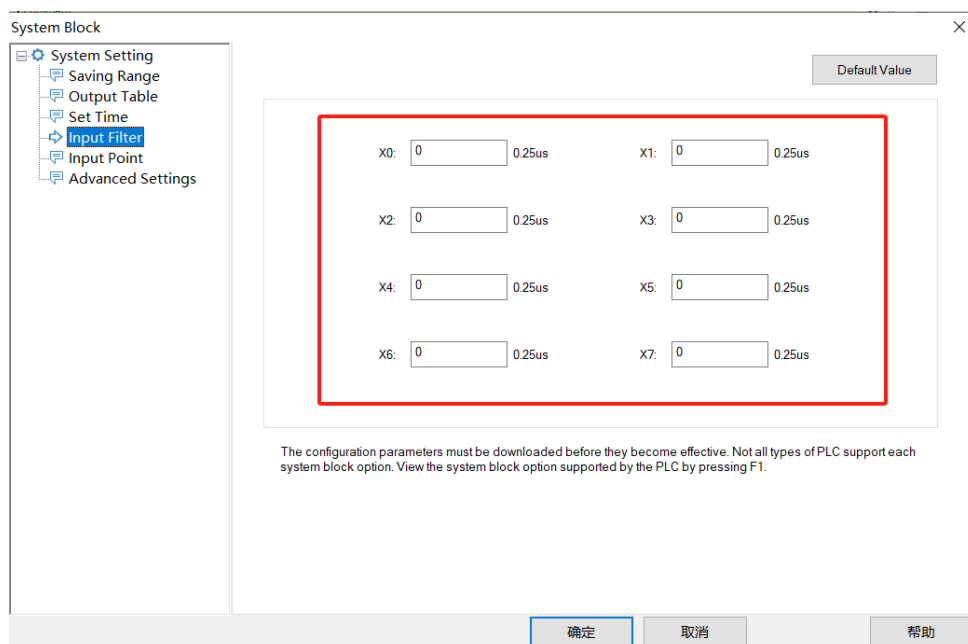 System Block
System Setting
Saving Range
Output Table
Set Time
Input Filter
Input Point
Advanced Settings
Default Value
X0: 0 0.25us X1: 0 0.25us
X2: 0 0.25us X3: 0 0.25us
X4: 0 0.25us X5: 0 0.25us
X6: 0 0.25us X7: 0 0.25us
The configuration parameters must be downloaded before they become effective. Not all types of PLC support each
system block option. View the system block option supported by the PLC by pressing F1.
确定 取消 帮助